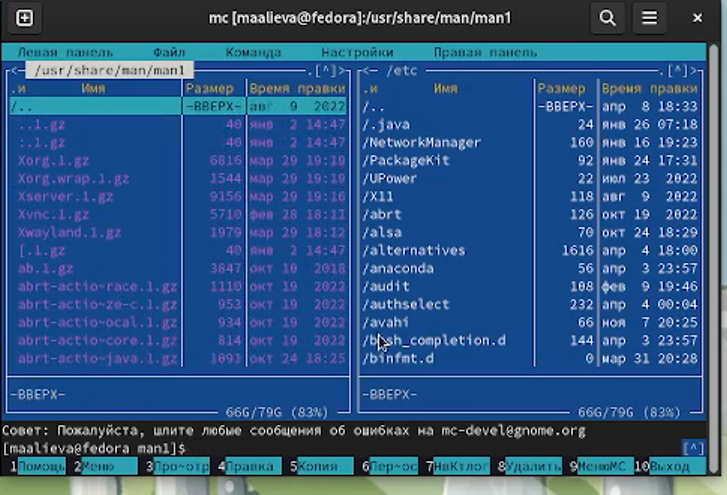 mc [maalieva@fedora]:/usr/share/man/man1
Левая панель Файл Команда Настройки Правая панель
<— /usr/share/man/man1 .[^]> <— /etc .[^]>
.и Имя Размер Время правки .и Имя Размер Время правки
/.. -ВВЕРХ- авг 9 2022 /.. -ВВЕРХ- апр 8 18:33
..1.gz 40 янв 2 14:47 /.java 24 янв 26 07:18
:.1.gz 40 янв 2 14:47 /NetworkManager 160 янв 16 19:23
Xorg.1.gz 6816 мар 29 19:19 /PackageKit 92 янв 24 17:31
Xorg.wrap.1.gz 1544 мар 29 19:19 /UPower 22 июл 23 2022
Xserver.1.gz 9156 мар 29 19:16 /X11 118 авг 9 2022
Xvnc.1.gz 5710 фев 28 18:11 /abrt 126 окт 19 2022
Xwayland.1.gz 1979 мар 29 18:12 /alsa 70 окт 24 18:29
[.1.gz 40 янв 2 14:47 /alternatives 1616 апр 4 18:00
ab.1.gz 3847 окт 10 2018 /anaconda 56 апр 3 23:57
abrt-actio~race.1.gz 1110 окт 19 2022 /audit 108 фев 9 19:46
abrt-actio~ze-c.1.gz 953 окт 19 2022 /authselect 232 апр 4 00:04
abrt-actio~ocal.1.gz 934 окт 19 2022 /avahi 66 ноя 7 20:25
abrt-actio~core.1.gz 814 окт 19 2022 /bash_completion.d 144 апр 3 23:57
abrt-actio~java.1.gz 1091 окт 24 18:25 /binfmt.d 0 мар 31 20:28
-ВВЕРХ- -ВВЕРХ-
66G/79G (83%) 66G/79G (83%)
Совет: Пожалуйста, шлите любые сообщения об ошибках на mc-devel@gnome.org
[maalieva@fedora man1]$ [^]
1Помощь 2Меню 3Про~отр 4Правка 5Копия 6Пер~ос 7НвКтлог 8Удалить 9МенюМС 10Выход